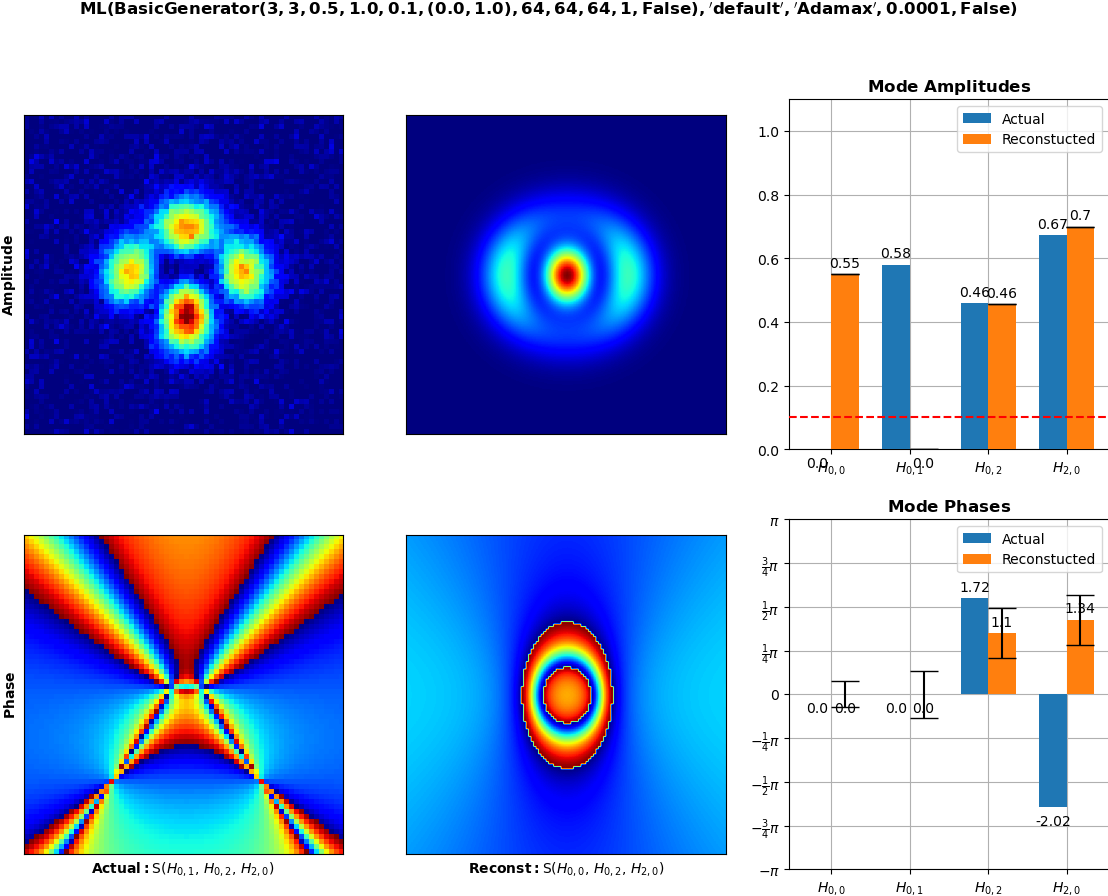 ML(BasicGenerator(3, 3, 0.5, 1.0, 0.1, (0.0, 1.0), 64, 64, 64, 1, False), ′default′, ′Adamax′, 0.0001, False)
Amplitude
Mode Amplitudes
Actual
Reconstucted
1.0
0.8
0.6
0.4
0.2
0.0
0.0
0.55
0.58
0.0
0.46
0.46
0.67
0.7
H0,0
H0,1
H0,2
H2,0
Phase
Actual: S(H0,1, H0,2, H2,0)
Reconst: S(H0,0, H0,2, H2,0)
Mode Phases
Actual
Reconstucted
π
3/4π
1/2π
1/4π
0
−1/4π
−1/2π
−3/4π
−π
0.0
0.0
0.0
0.0
1.72
1.1
-2.02
1.34
H0,0
H0,1
H0,2
H2,0